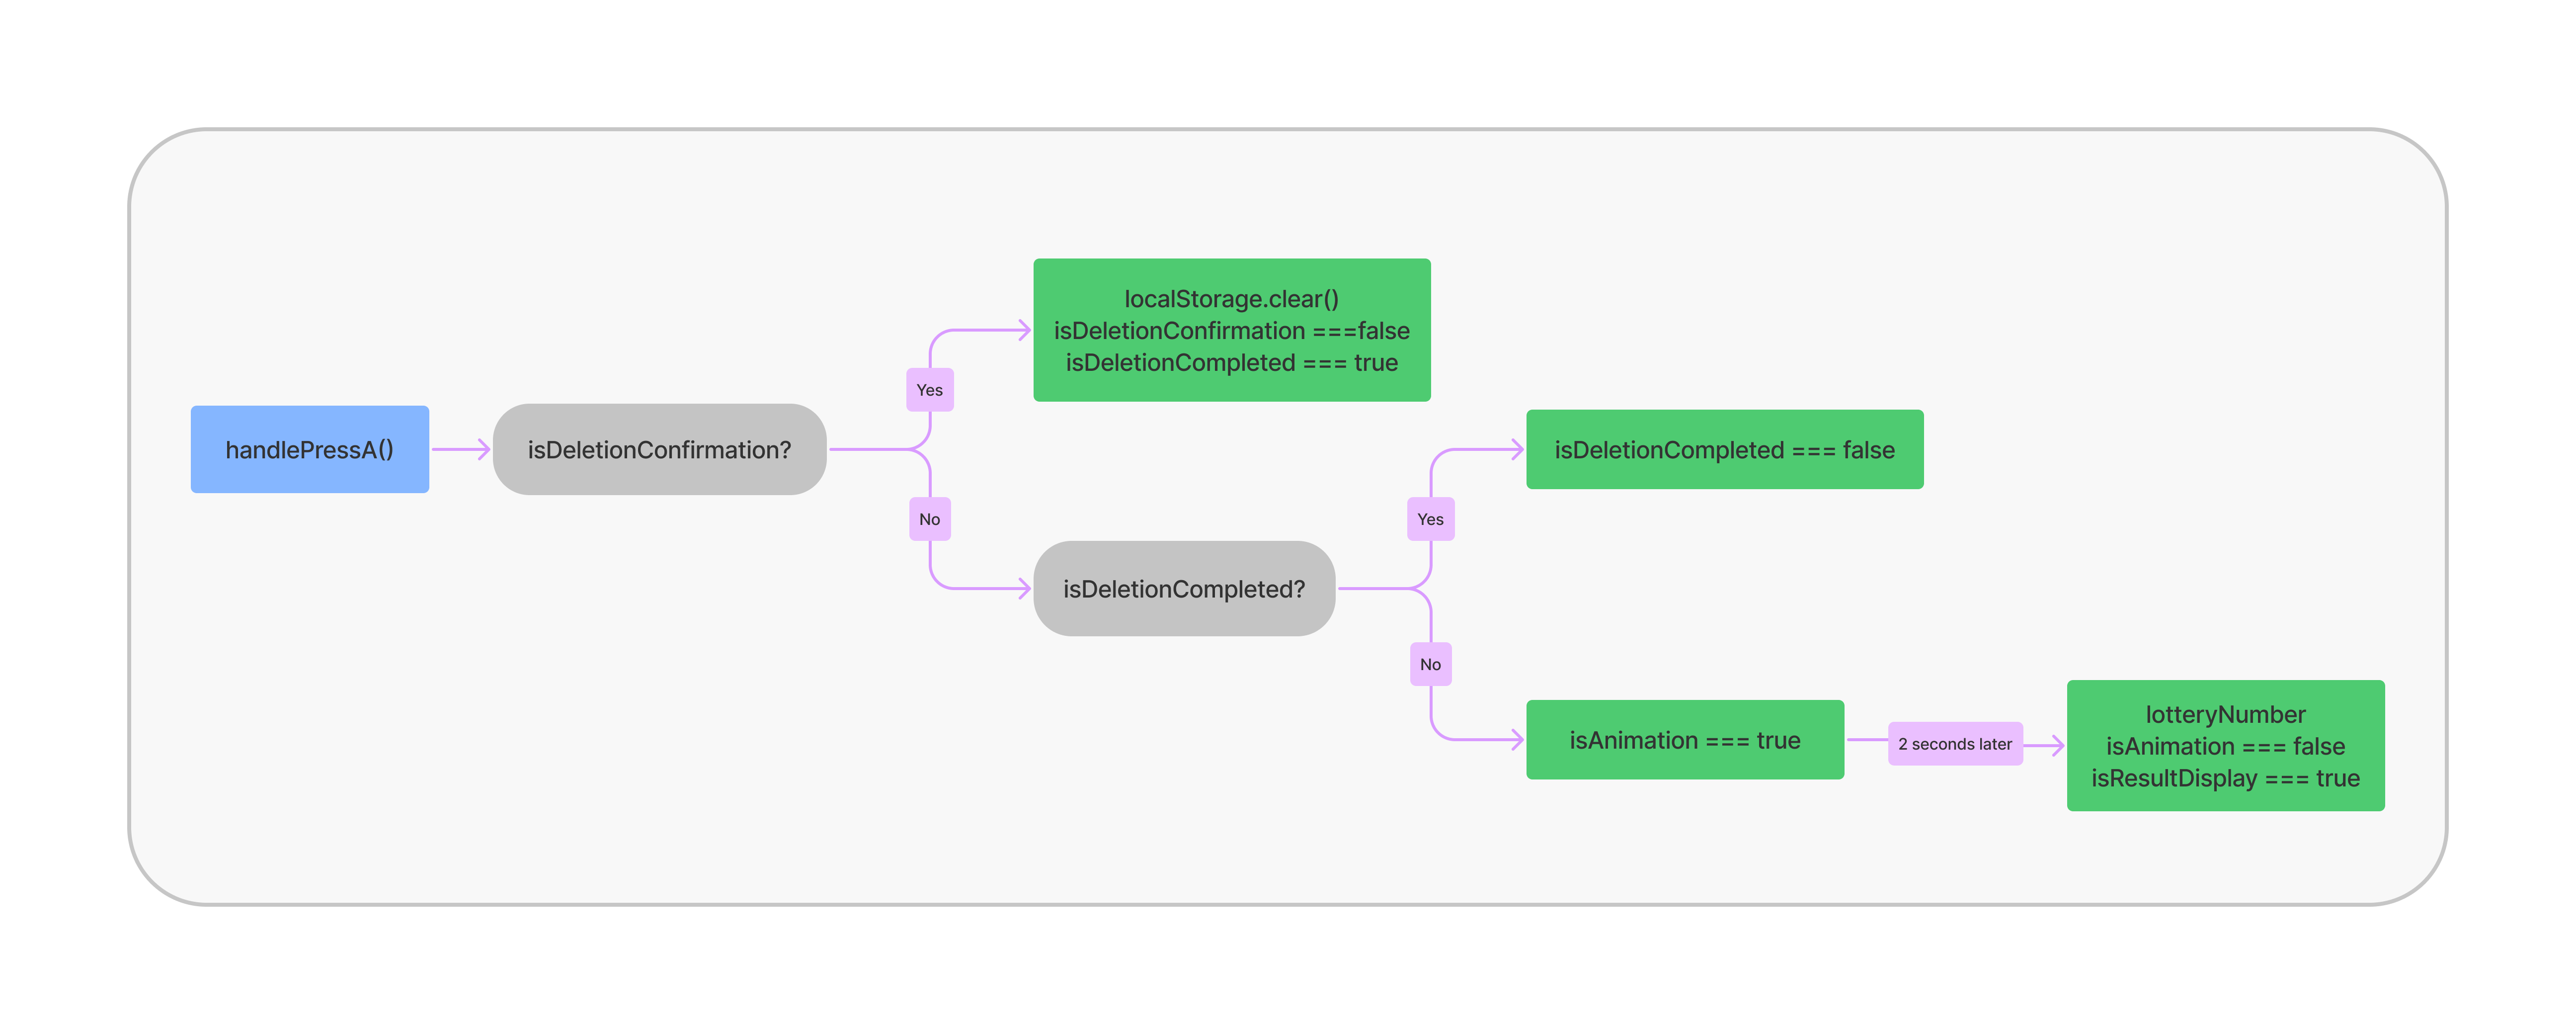 handlePressA()
isDeletionConfirmation?
Yes
localStorage.clear()
isDeletionConfirmation ===false
isDeletionCompleted === true
No
isDeletionCompleted?
Yes
isDeletionCompleted === false
No
isAnimation === true
2 seconds later
lotteryNumber
isAnimation === false
isResultDisplay === true